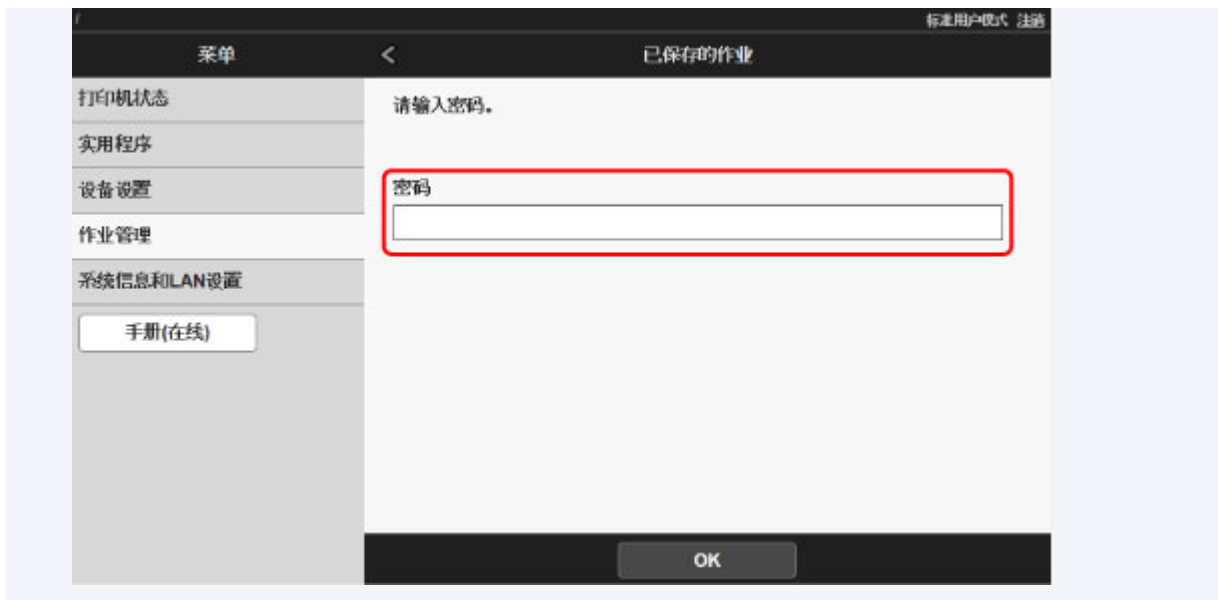 标准用户模式 注销
菜单
<
已保存的作业
打印机状态
实用程序
设备设置
作业管理
系统信息和LAN设置
手册(在线)
请输入密码。
密码
OK